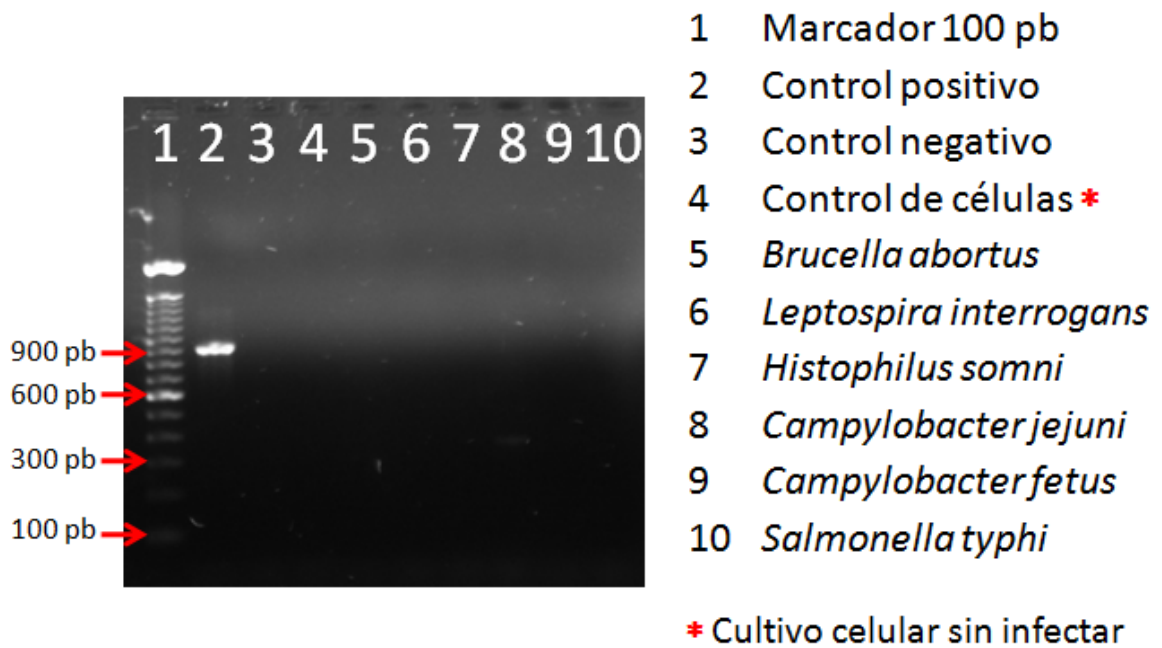 1 2 3 4 5 6 7 8 9 10
900 pb
600 pb
300 pb
100 pb
1 Marcador 100 pb
2 Control positivo
3 Control negativo
4 Control de células *
5 Brucella abortus
6 Leptospira interrogans
7 Histophilus somni
8 Campylobacter jejuni
9 Campylobacter fetus
10 Salmonella typhi
* Cultivo celular sin infectar